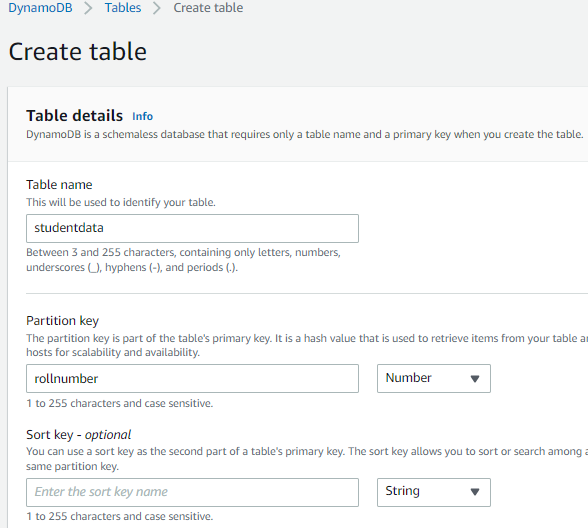 DynamoDB > Tables > Create table
Create table
Table details Info
DynamoDB is a schemaless database that requires only a table name and a primary key when you create the table.
Table name
This will be used to identify your table.
studentdata
Between 3 and 255 characters, containing only letters, numbers,
underscores (_), hyphens (-), and periods (.).
Partition key
The partition key is part of the table's primary key. It is a hash value that is used to retrieve items from your table
hosts for scalability and availability.
rollnumber Number
1 to 255 characters and case sensitive.
Sort key - optional
You can use a sort key as the second part of a table's primary key. The sort key allows you to sort or search among
same partition key.
Enter the sort key name String
1 to 255 characters and case sensitive.